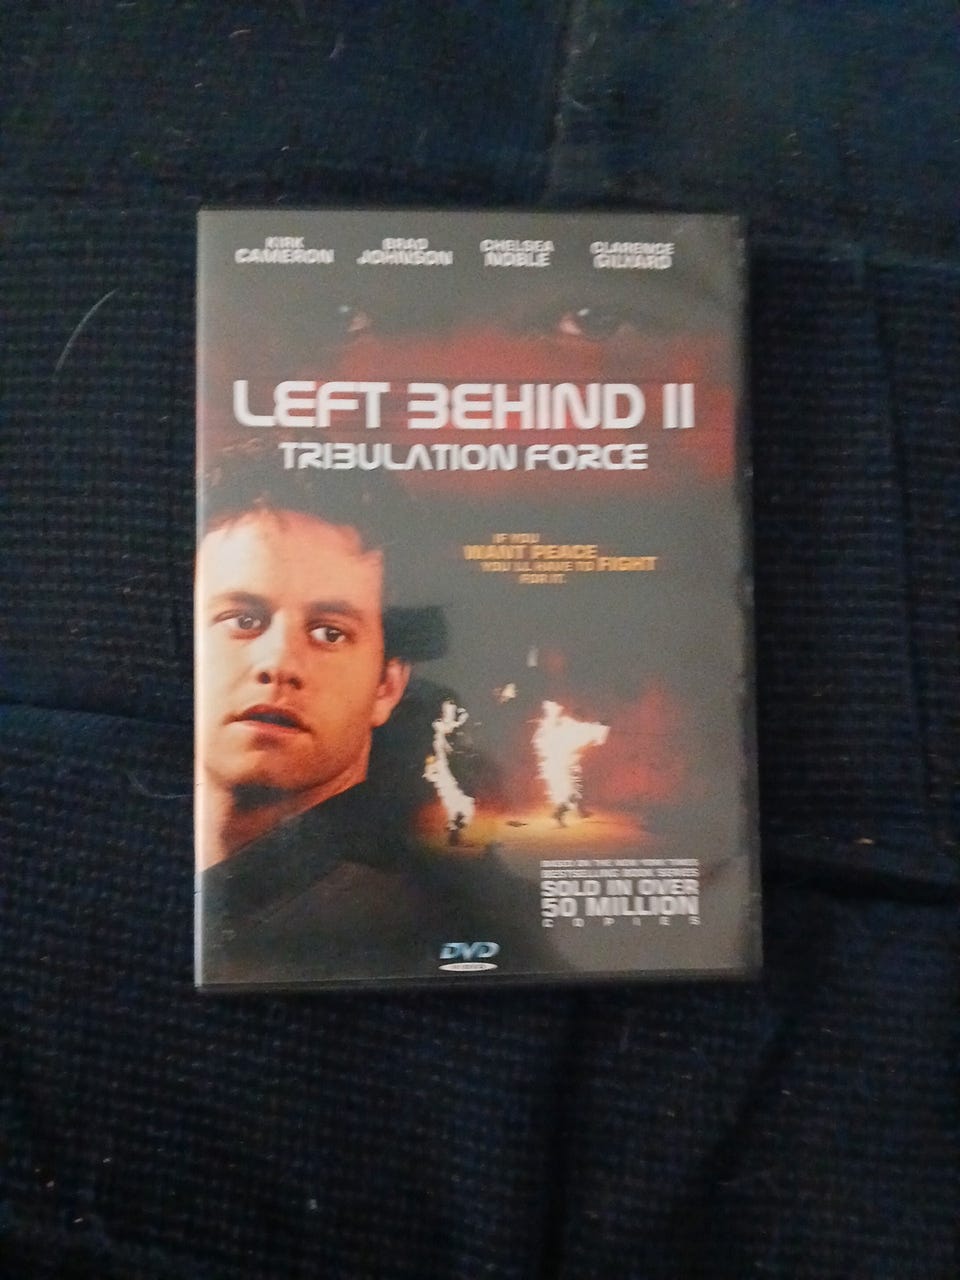 KIRK BRAD CHELSEA CLARENCE
CAMERON JOHNSON NOBLE GILYARD
LEFT BEHIND II
TRIBULATION FORCE
IF YOU
WANT PEACE
YOU'LL HAVE TO FIGHT
FOR IT.
BASED ON THE NEW YORK TIMES
BESTSELLING BOOK SERIES
SOLD IN OVER
50 MILLION
COPIES
DVD